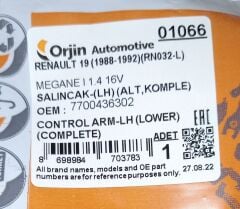 01066
Orjin Automotive
RENAULT 19 (1988-1992)(RN032-L)
MEGANE I 1.4 16V
SALINCAK-(LH) (ALT,KOMPLE)
OEM : 7700436302
CONTROL ARM-LH (LOWER)
(COMPLETE)
EAC
ADET
1
8 698984 703783
All brand names, models and OE part
numbers are for reference purposes only.
27.08.22